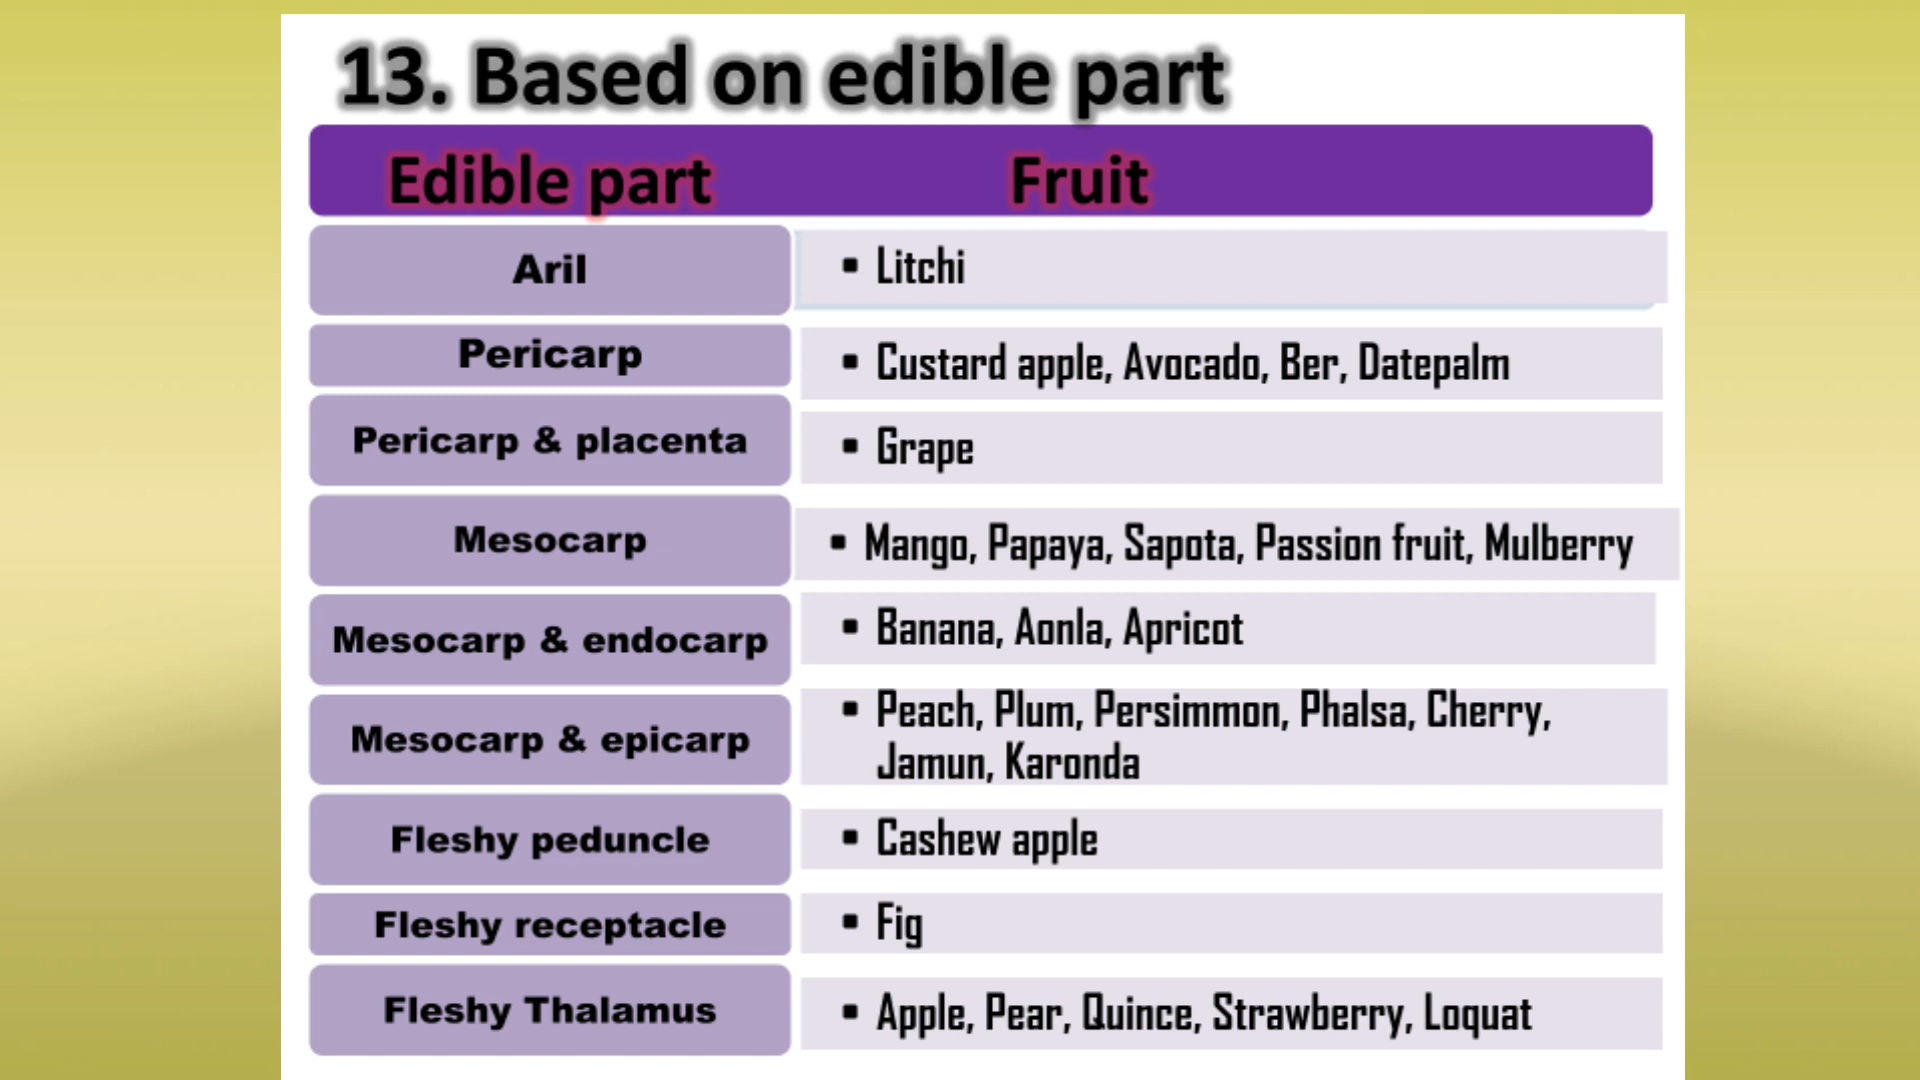 13. Based on edible part
Edible part Fruit
Aril
▪ Litchi
Pericarp
▪ Custard apple, Avocado, Ber, Datepalm
Pericarp & placenta
▪ Grape
Mesocarp
▪ Mango, Papaya, Sapota, Passion fruit, Mulberry
Mesocarp & endocarp
▪ Banana, Aonla, Apricot
Mesocarp & epicarp
▪ Peach, Plum, Persimmon, Phalsa, Cherry,
Jamun, Karonda
Fleshy peduncle
▪ Cashew apple
Fleshy receptacle
▪ Fig
Fleshy Thalamus
▪ Apple, Pear, Quince, Strawberry, Loquat